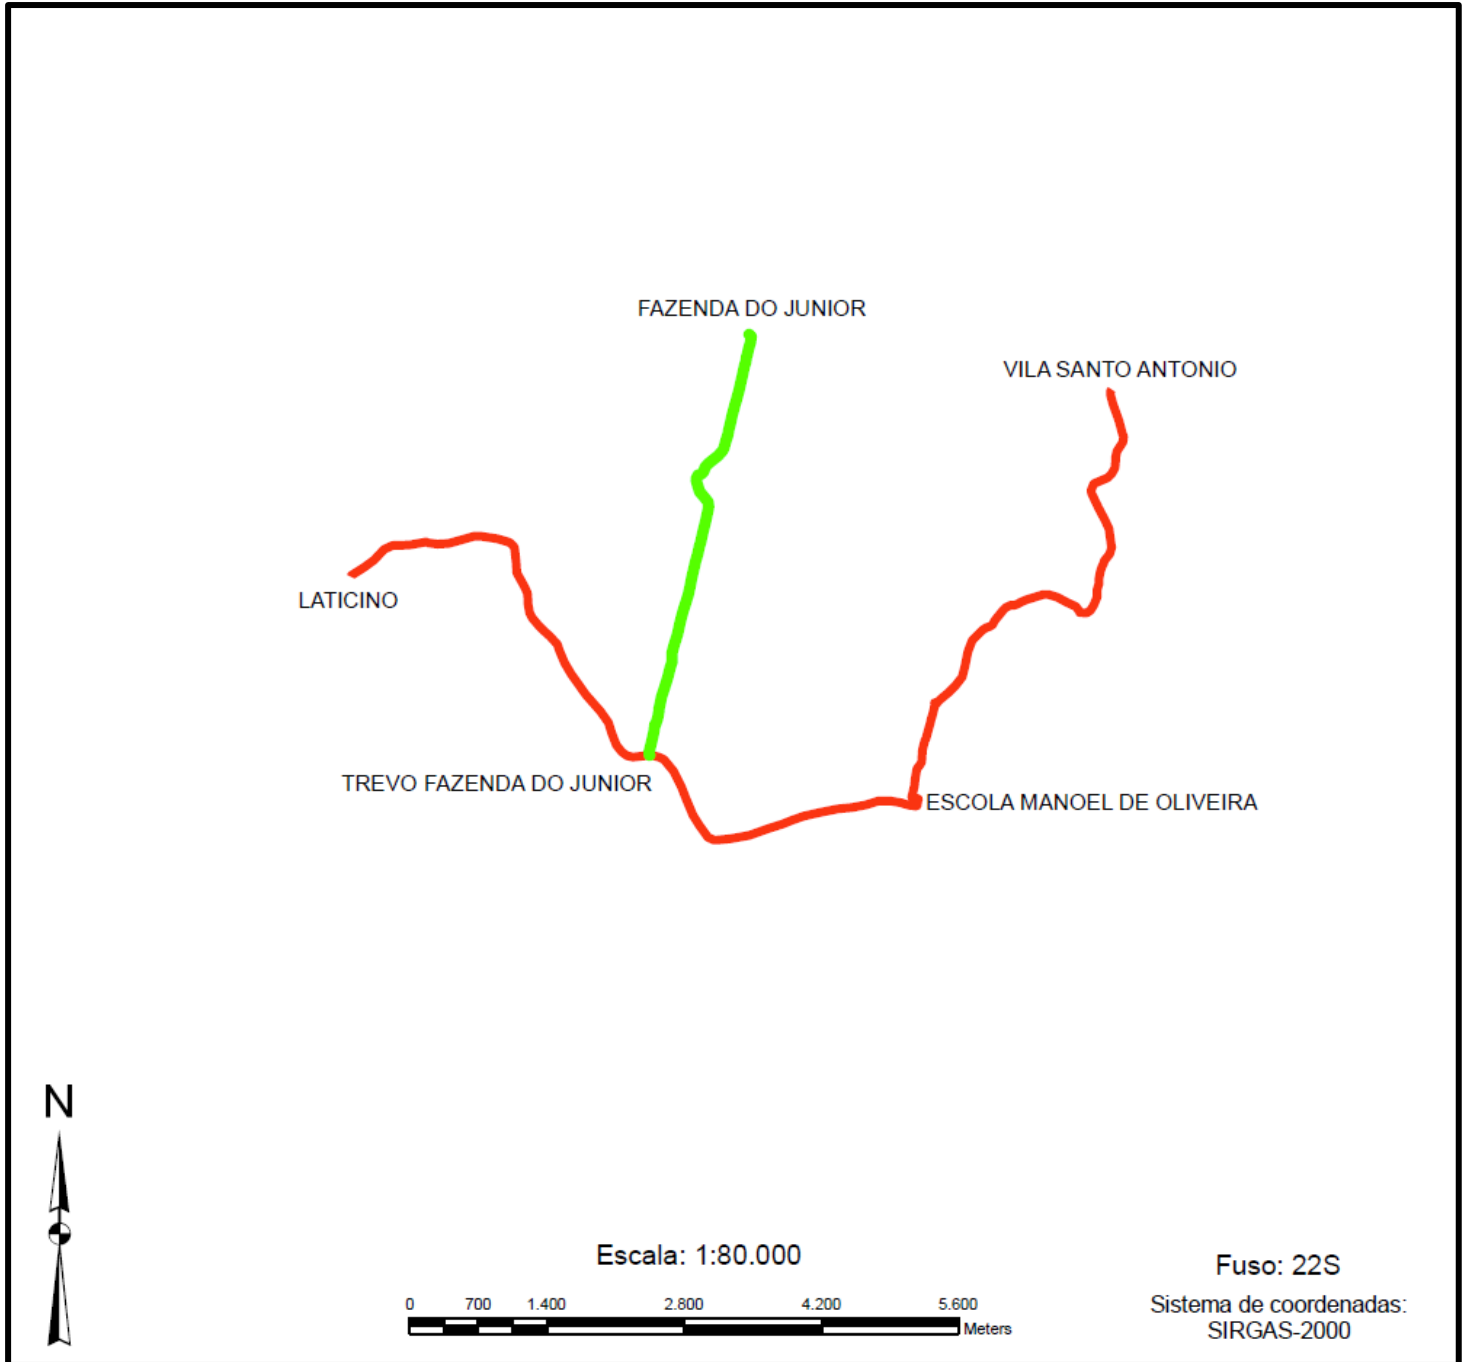 FAZENDA DO JUNIOR
VILA SANTO ANTONIO
LATICINO
TREVO FAZENDA DO JUNIOR
ESCOLA MANOEL DE OLIVEIRA
N
Escala: 1:80.000
0 700 1.400 2.800 4.200 5.600
Meters
Fuso: 22S
Sistema de coordenadas:
SIRGAS-2000